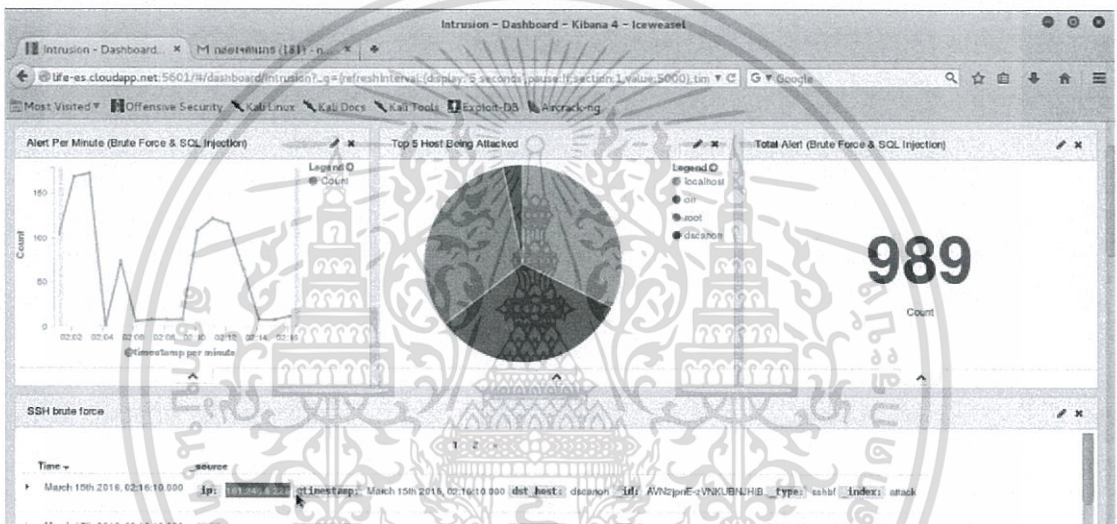 Intrusion - Dashboard - Kibana 4 - Iceweasel
Intrusion - Dashboard... ×
life-es.cloudapp.net:5601/#/dashboard/Intrusion?_g=(refreshInterval:(display:'5 seconds',pause:!f,section:1,value:5000),tim
Google
Most Visited
Offensive Security
Kali Linux
Kali Docs
Kali Tools
Exploit-DB
Aircrack-ng
Alert Per Minute (Brute Force & SQL Injection)
Top 5 Host Being Attacked
Total Alert (Brute Force & SQL Injection)
Legend
Count
150
100
50
0
Count
02:02 02:04 02:06 02:08 02:10 02:12 02:14 02:16
@timestamp per minute
Legend
localhost
on
root
dscanon
989
Count
SSH brute force
1 2 »
Time
_source
March 15th 2016, 02:16:10.000
ip:
@timestamp: March 15th 2016, 02:16:10.000 dst_host: dscanon _id: _type: sshbf _index: attack